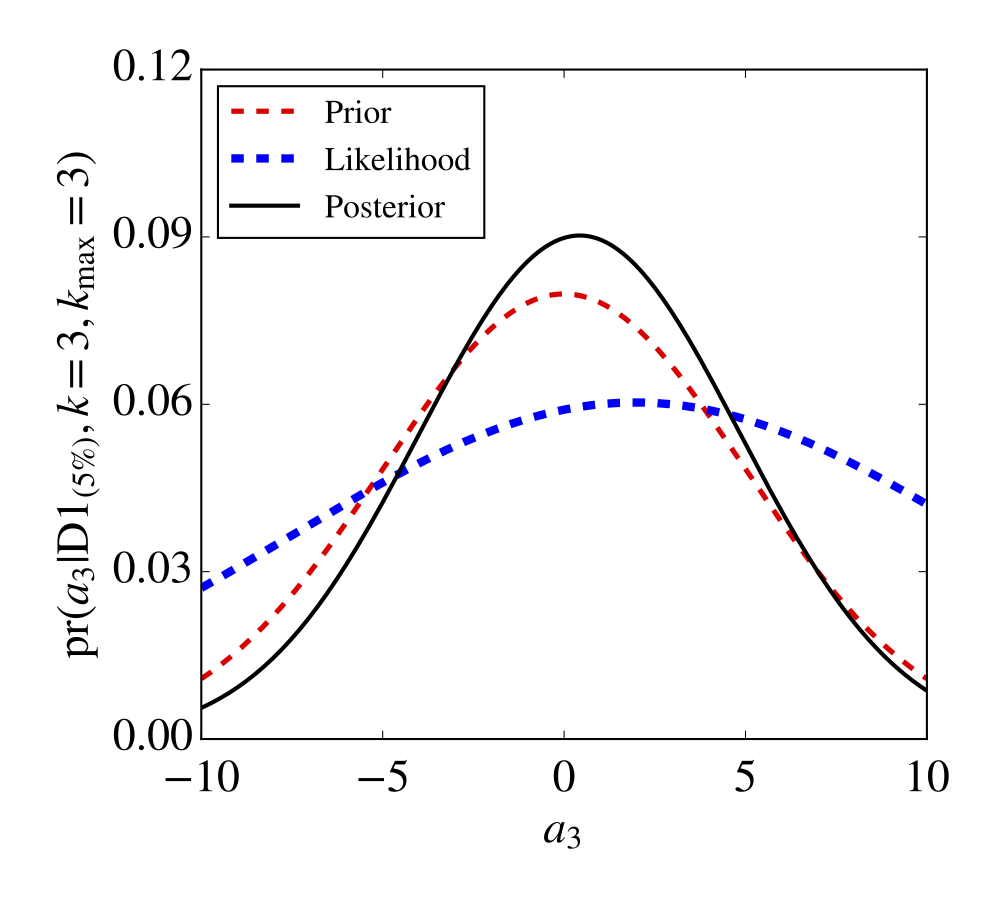 0.12
0.09
0.06
0.03
0.00
pr(a₃|D1₍₅%₎, k = 3, kₘₐₓ = 3)
Prior
Likelihood
Posterior
−10 −5 0 5 10
a₃